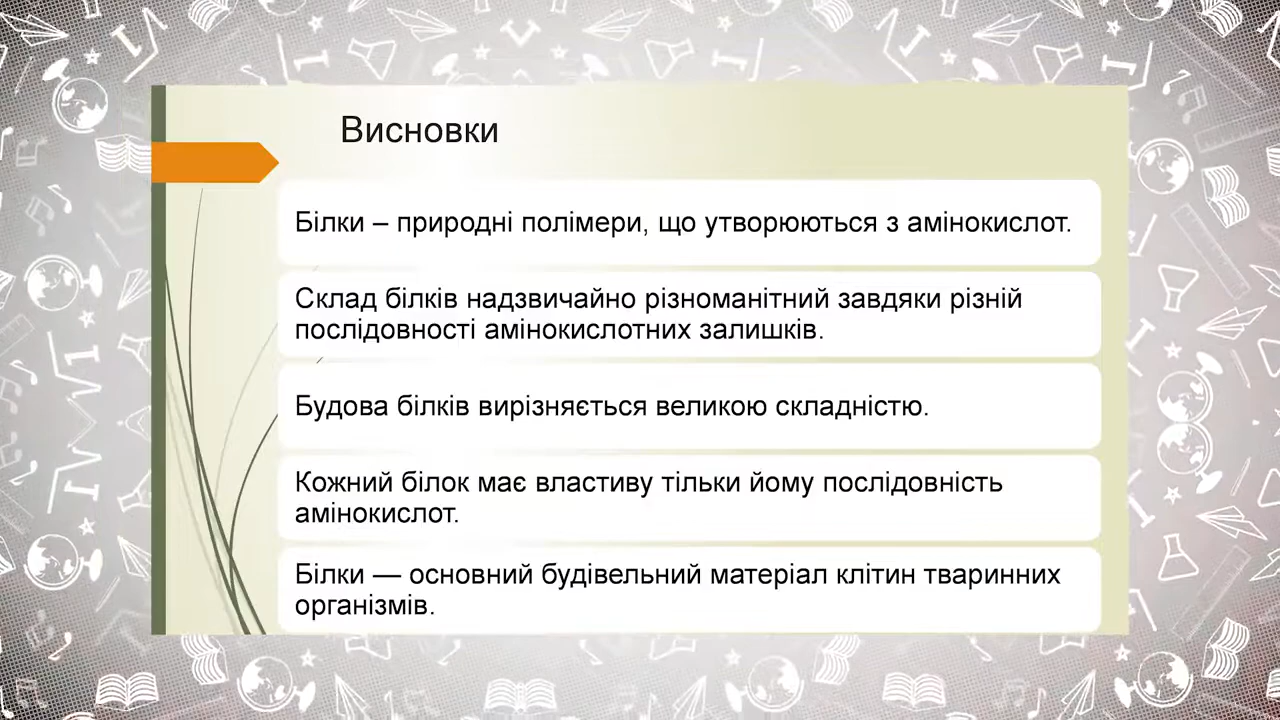 Висновки
Білки – природні полімери, що утворюються з амінокислот.
Склад білків надзвичайно різноманітний завдяки різній
послідовності амінокислотних залишків.
Будова білків вирізняється великою складністю.
Кожний білок має властиву тільки йому послідовність
амінокислот.
Білки — основний будівельний матеріал клітин тваринних
організмів.